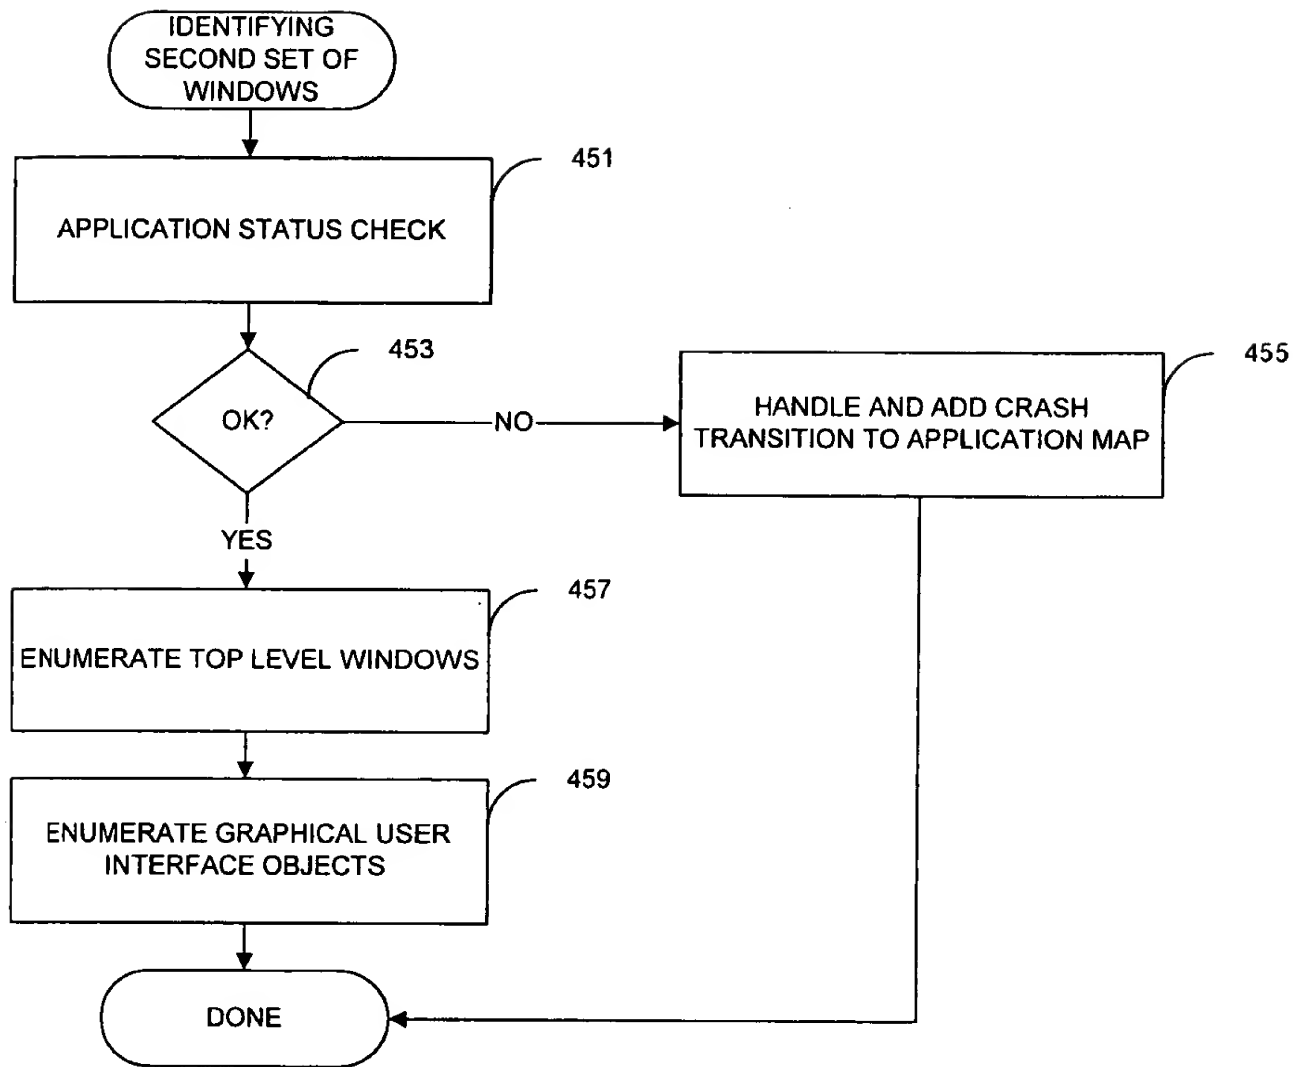 IDENTIFYING
SECOND SET OF
WINDOWS
451
APPLICATION STATUS CHECK
453
OK?
NO
455
HANDLE AND ADD CRASH
TRANSITION TO APPLICATION MAP
YES
457
ENUMERATE TOP LEVEL WINDOWS
459
ENUMERATE GRAPHICAL USER
INTERFACE OBJECTS
DONE